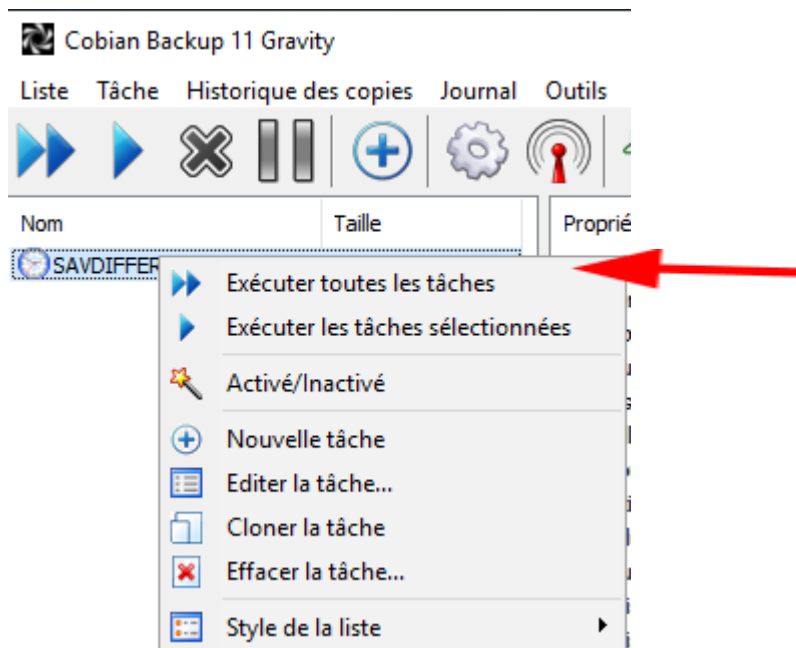 Cobian Backup 11 Gravity
Liste Tâche Historique des copies Journal Outils
Nom Taille Proprié
SAVDIFFER
Exécuter toutes les tâches
Exécuter les tâches sélectionnées
Activé/Inactivé
Nouvelle tâche
Editer la tâche...
Cloner la tâche
Effacer la tâche...
Style de la liste